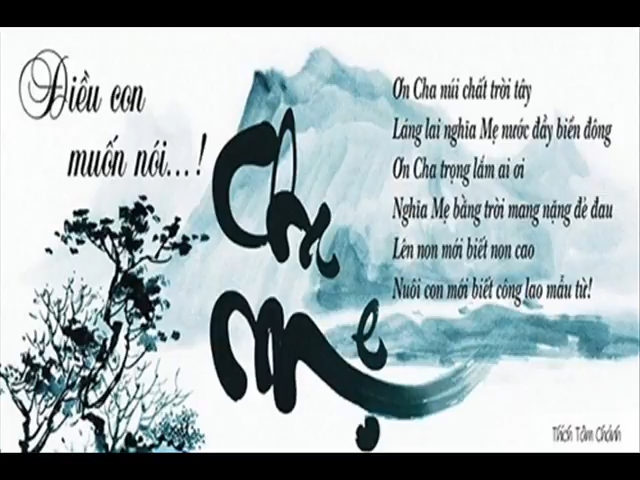 Điều con
muốn nói...!
Cha
Mẹ
Ơn Cha núi chất trời tây
Láng lai nghĩa Mẹ nước đầy biển đông
Ơn Cha trọng lắm ai ơi
Nghĩa Mẹ bằng trời mang nặng đẻ đau
Lên non mới biết non cao
Nuôi con mới biết công lao mẫu từ!
Thích Tâm Chánh